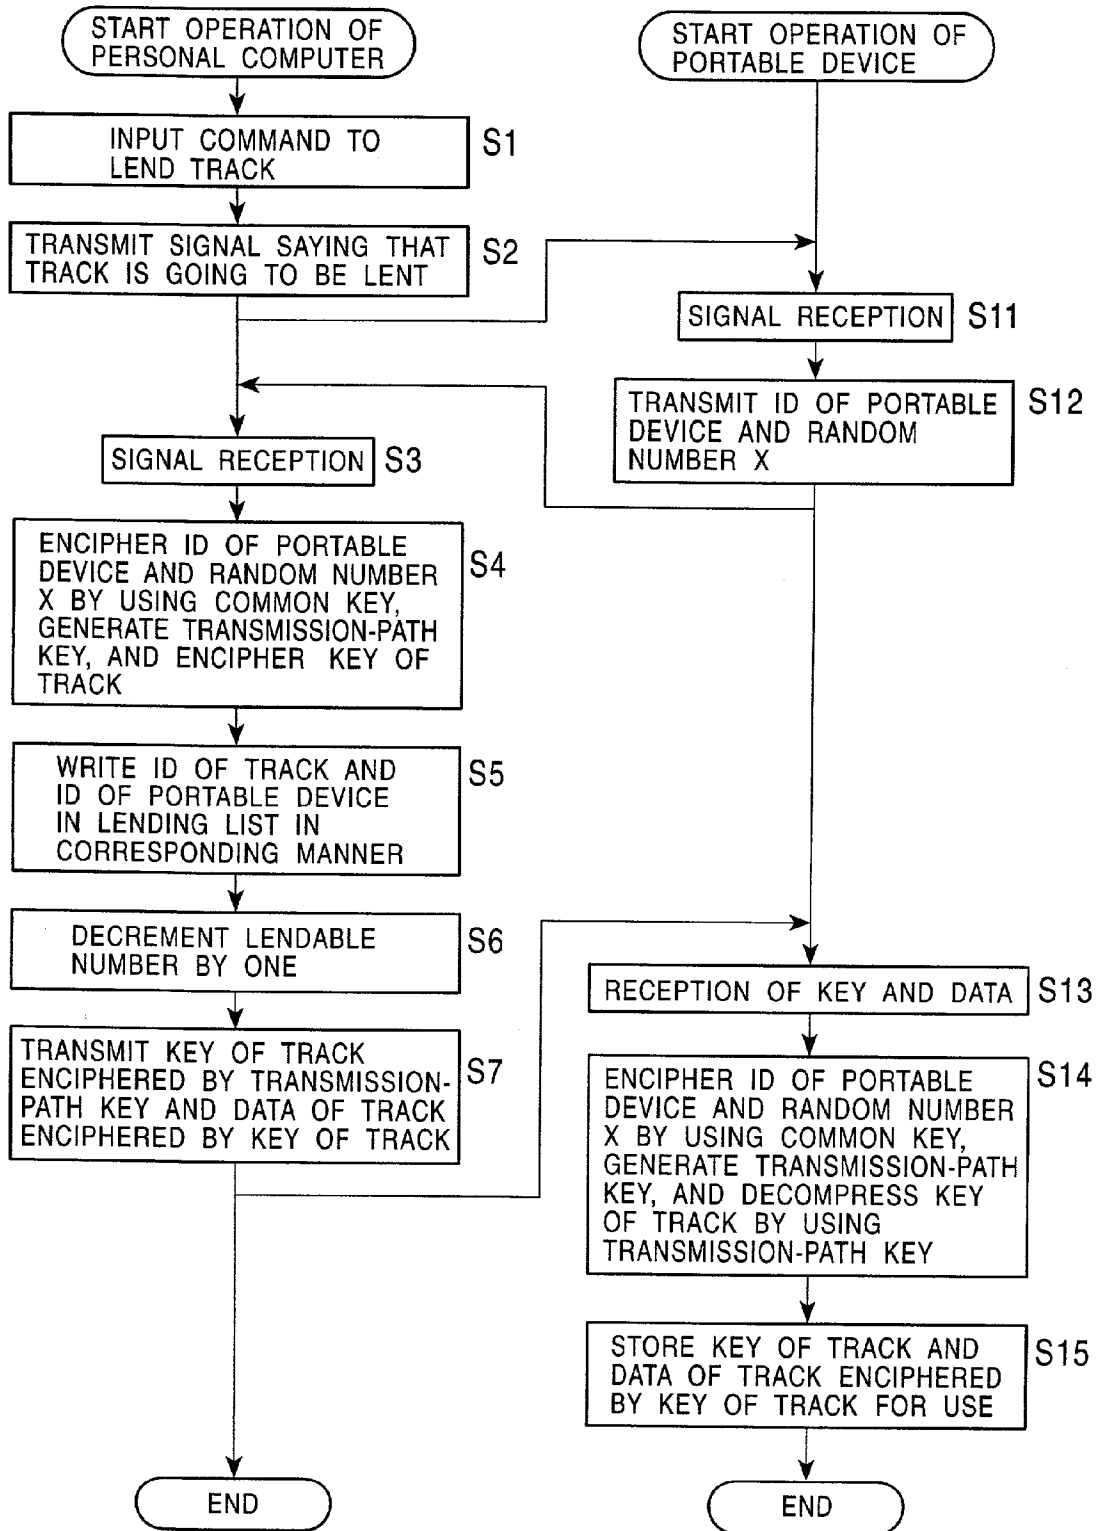 START OPERATION OF
PERSONAL COMPUTER
INPUT COMMAND TO
LEND TRACK
S1
TRANSMIT SIGNAL SAYING THAT
TRACK IS GOING TO BE LENT
S2
SIGNAL RECEPTION
S3
ENCIPHER ID OF PORTABLE
DEVICE AND RANDOM NUMBER
X BY USING COMMON KEY,
GENERATE TRANSMISSION-PATH
KEY, AND ENCIPHER KEY OF
TRACK
S4
WRITE ID OF TRACK AND
ID OF PORTABLE DEVICE
IN LENDING LIST IN
CORRESPONDING MANNER
S5
DECREMENT LENDABLE
NUMBER BY ONE
S6
TRANSMIT KEY OF TRACK
ENCIPHERED BY TRANSMISSION-
PATH KEY AND DATA OF TRACK
ENCIPHERED BY KEY OF TRACK
S7
END
START OPERATION OF
PORTABLE DEVICE
SIGNAL RECEPTION
S11
TRANSMIT ID OF PORTABLE
DEVICE AND RANDOM
NUMBER X
S12
RECEPTION OF KEY AND DATA
S13
ENCIPHER ID OF PORTABLE
DEVICE AND RANDOM NUMBER
X BY USING COMMON KEY,
GENERATE TRANSMISSION-PATH
KEY, AND DECOMPRESS KEY
OF TRACK BY USING
TRANSMISSION-PATH KEY
S14
STORE KEY OF TRACK AND
DATA OF TRACK ENCIPHERED
BY KEY OF TRACK FOR USE
S15
END